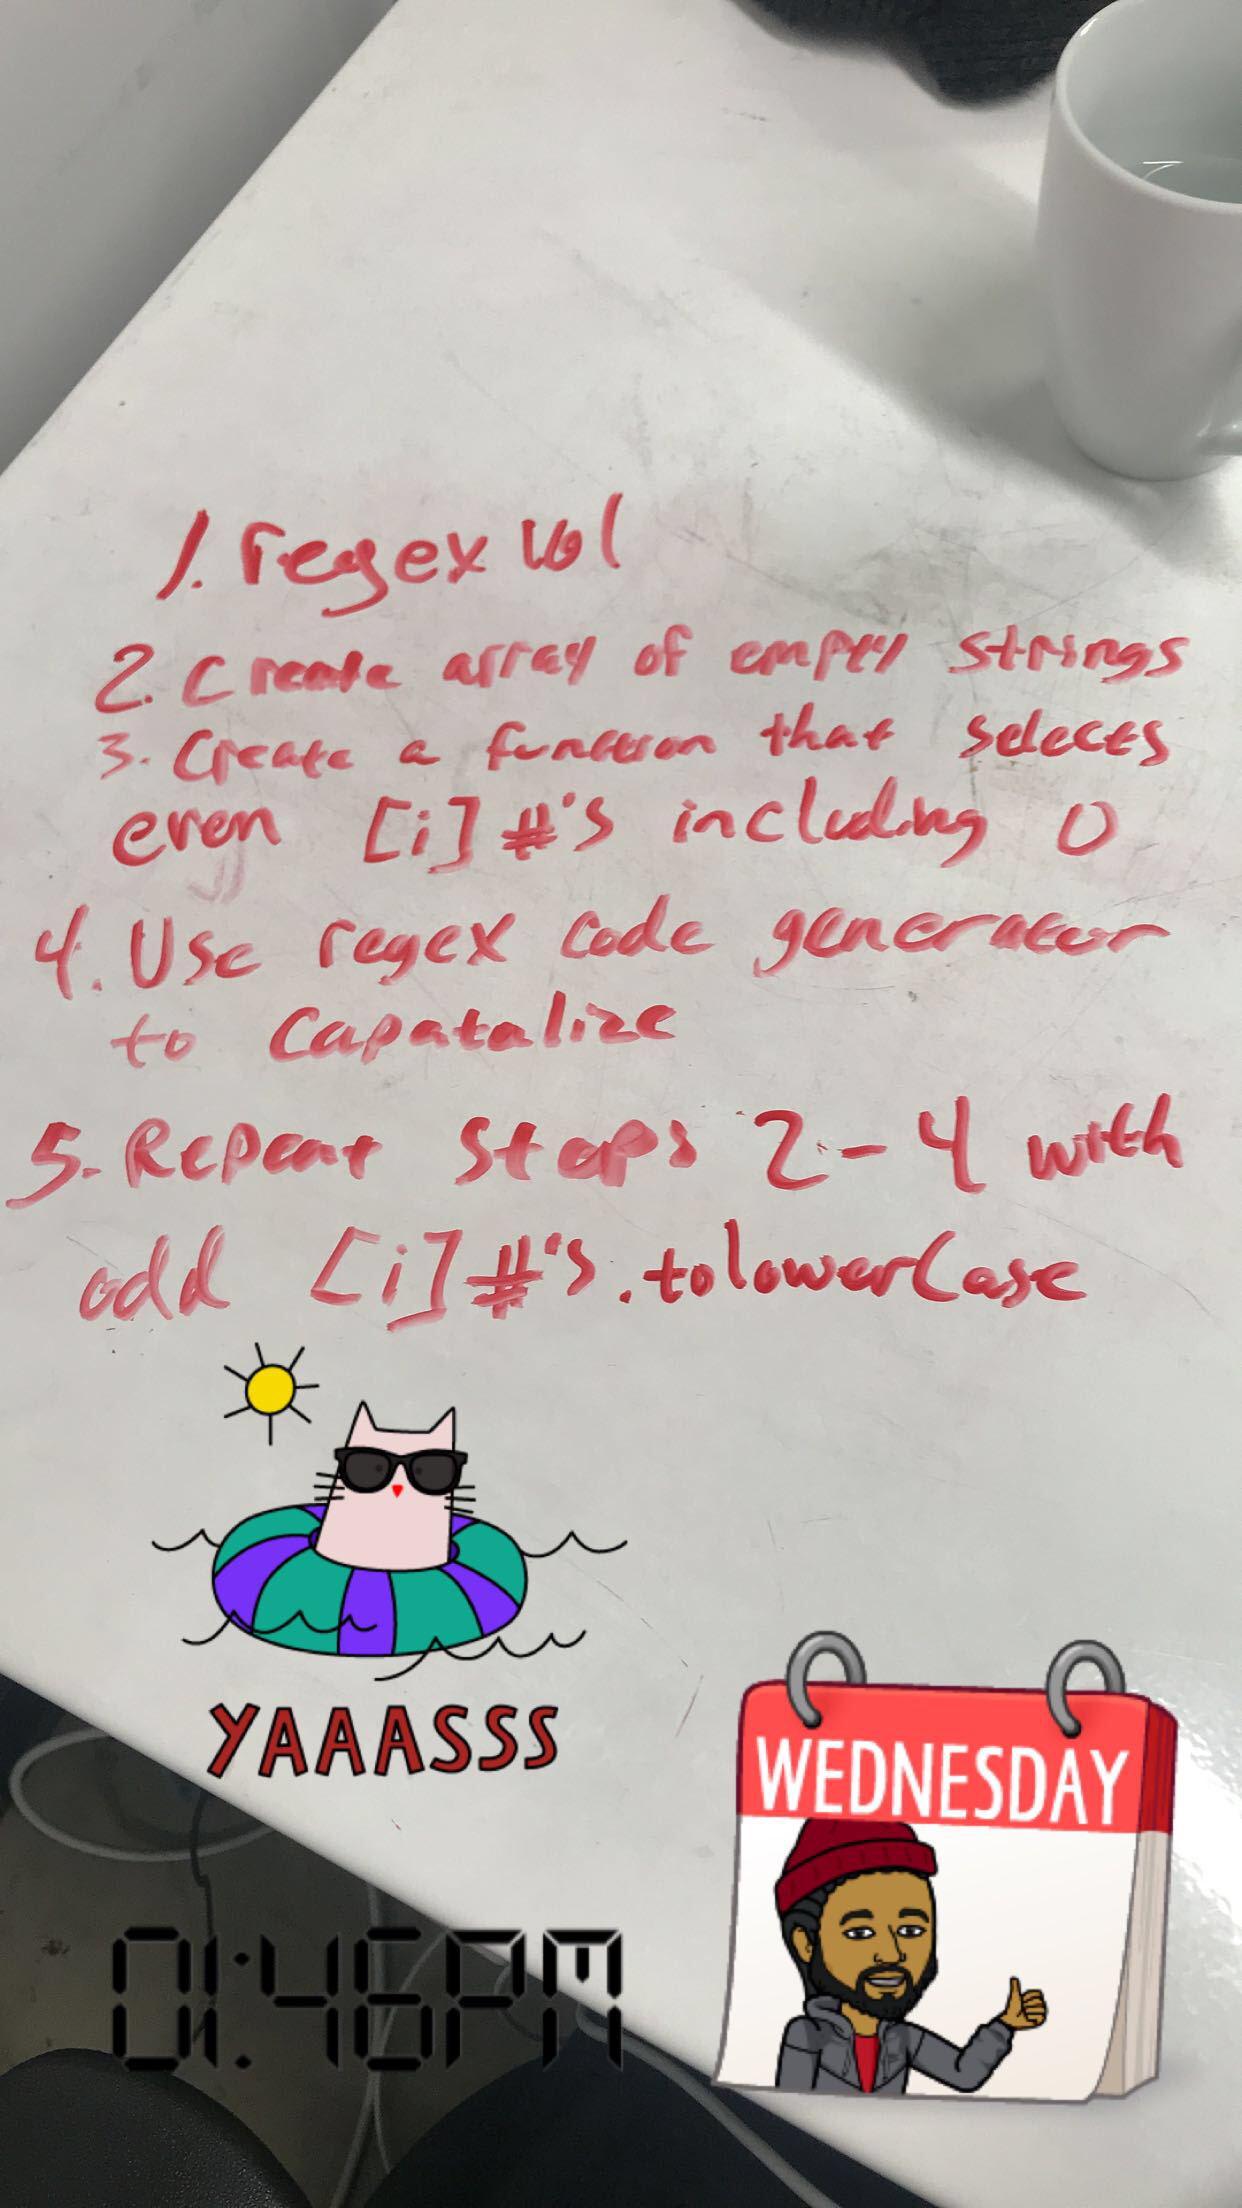 1. regex lol
2. Create array of empty strings
3. Create a function that selects
even [i] #'s including 0
4. Use regex code generator
to Capatalize
5. Repeat Steps 2-4 with
odd [i] #'s .tolowerCase
YAAASSS
WEDNESDAY
01:46PM